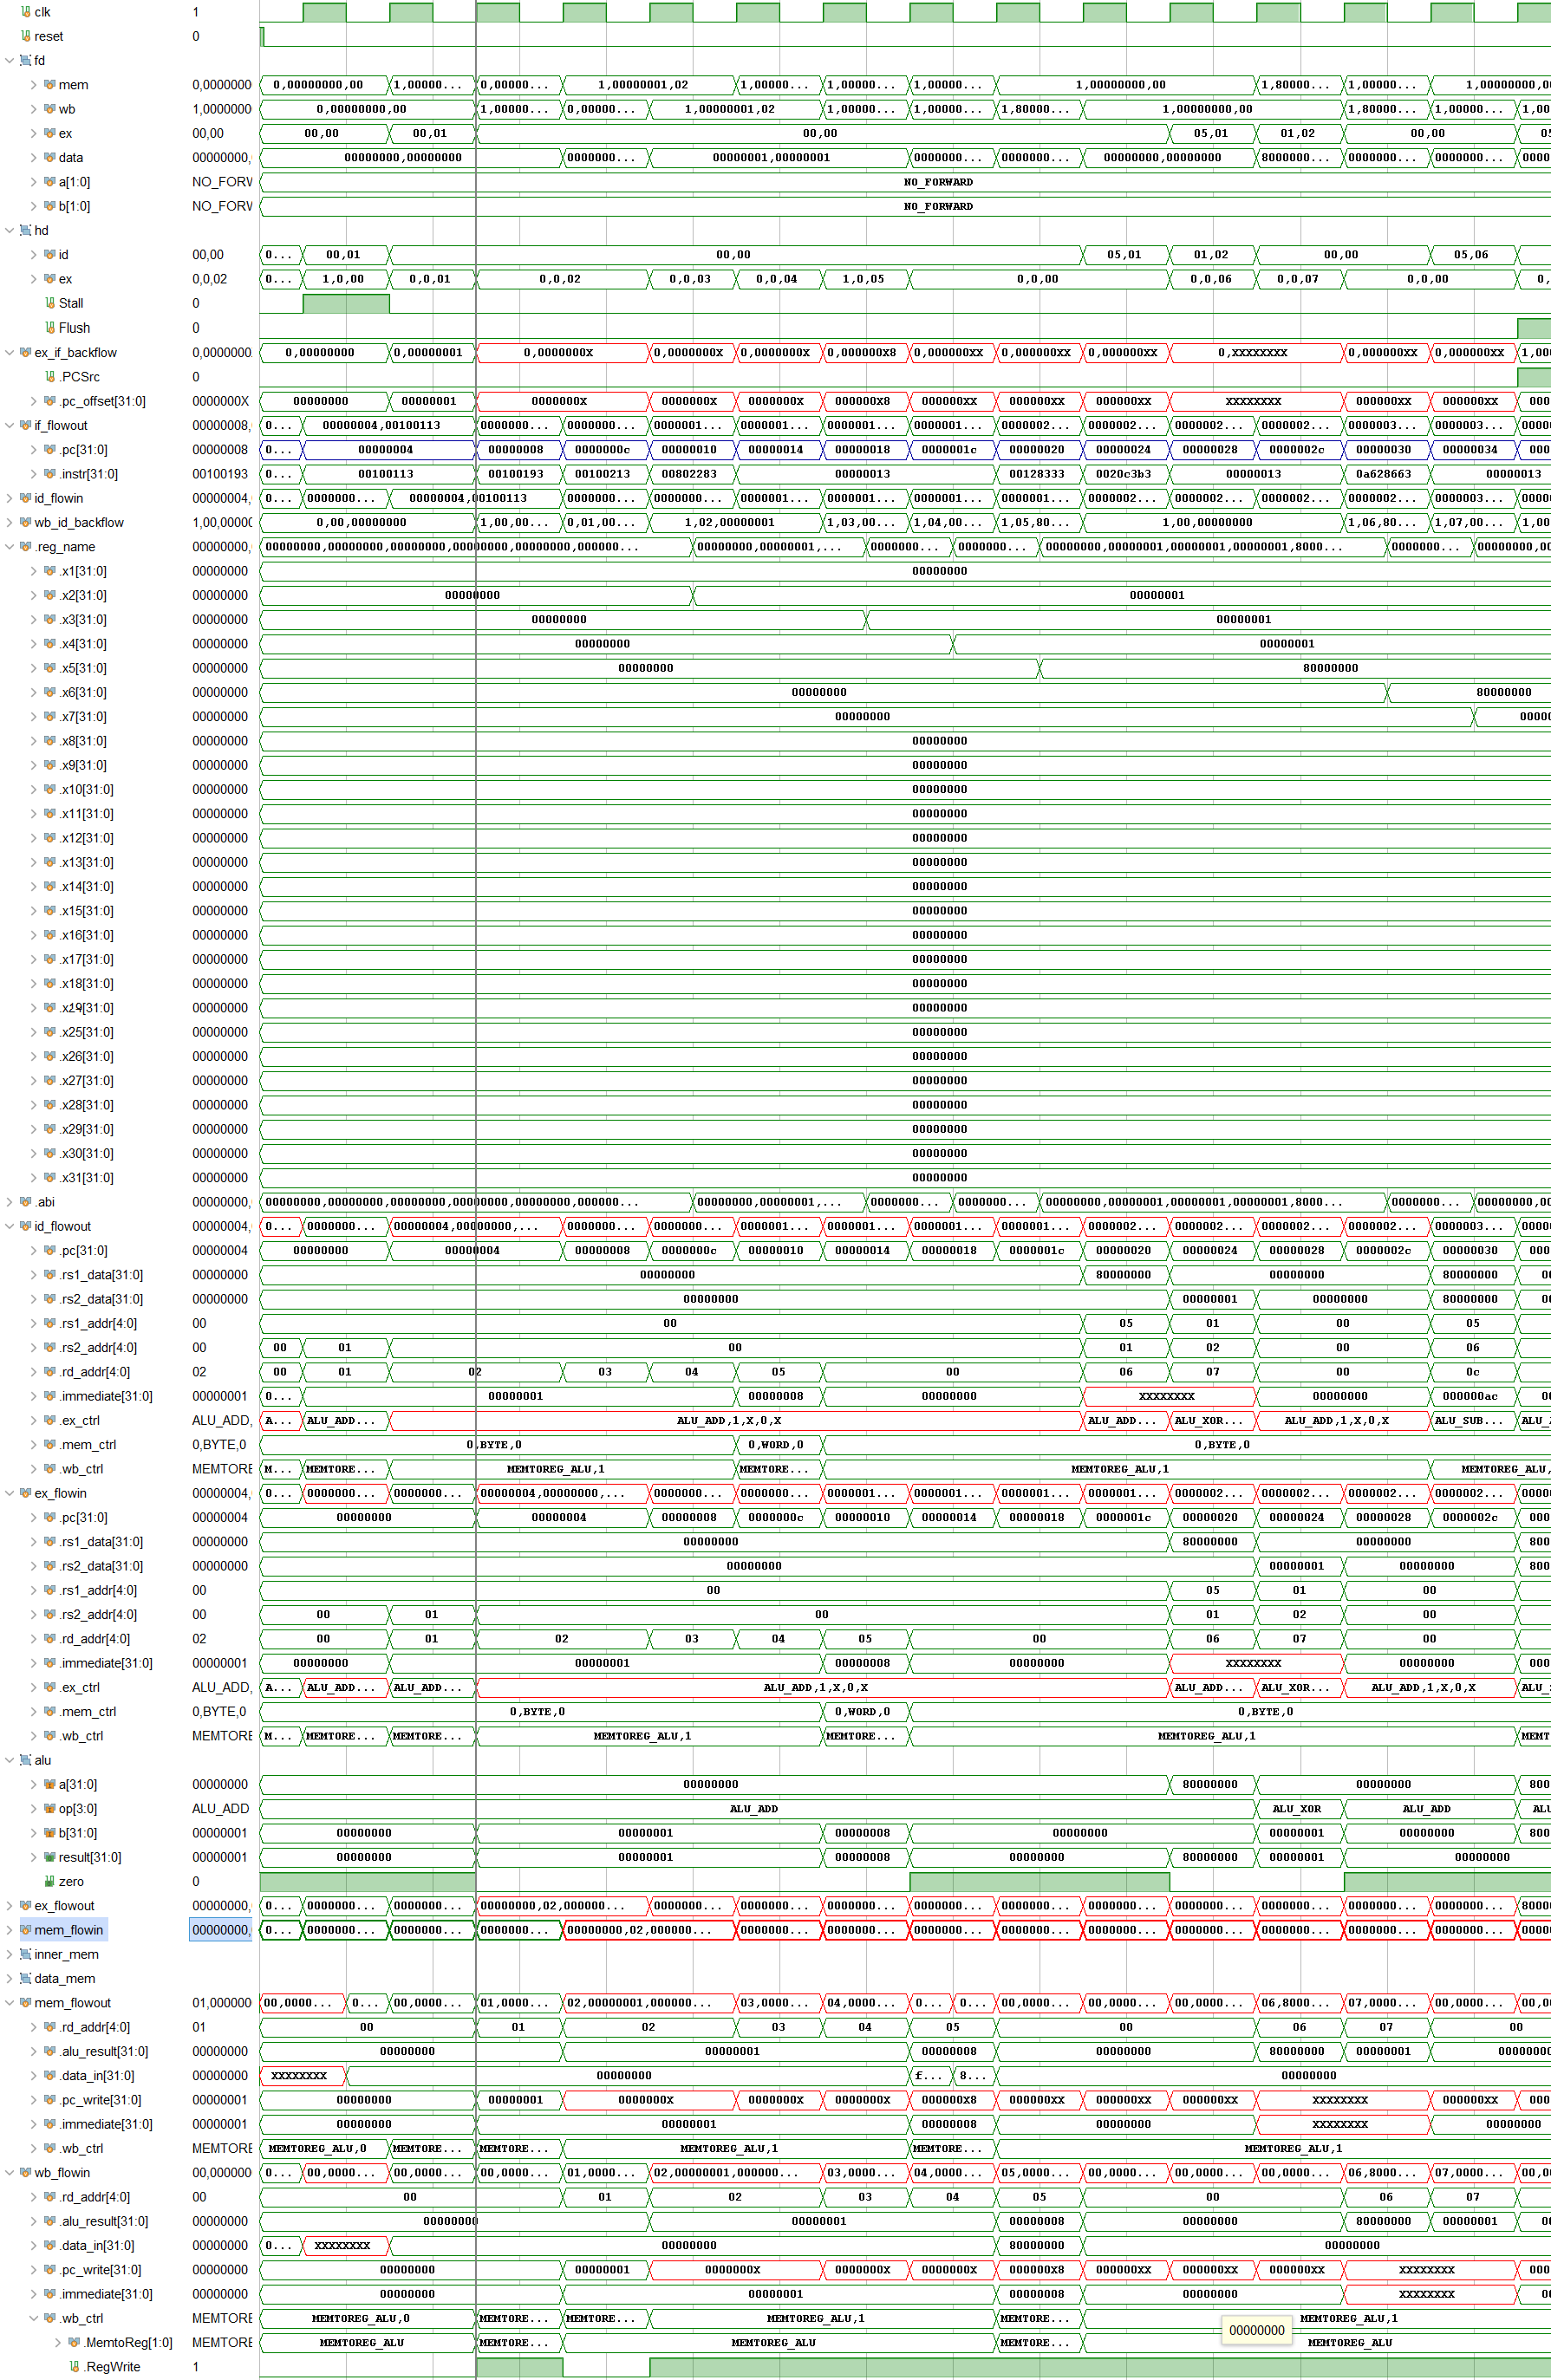 clk 1
reset 0
fd
mem 0,0000000 0,00000000,00 1,00000... 0,00000... 1,00000001,02 1,00000... 1,00000... 1,00000... 1,00000000,00 1,80000... 1,00000... 1,00000000,0
wb 1,0000000 0,00000000,00 1,00000... 0,00000... 1,00000001,02 1,00000... 1,00000... 1,80000... 1,00000000,00 1,80000... 1,00000... 1,00
ex 00,00 00,00 00,01 00,00 05,01 01,02 00,00 05
data 00000000, 00000000,00000000 0000000... 00000001,00000001 0000000... 0000000... 00000000,00000000 8000000... 0000000... 0000000... 0000
a[1:0] NO_FORW NO_FORWARD
b[1:0] NO_FORW NO_FORWARD
hd
id 00,00 0... 00,01 00,00 05,01 01,02 00,00 05,06
ex 0,0,02 0... 1,0,00 0,0,01 0,0,02 0,0,03 0,0,04 1,0,05 0,0,00 0,0,06 0,0,07 0,0,00 0,
Stall 0
Flush 0
ex_if_backflow 0,0000000 0,00000000 0,00000001 0,0000000X 0,0000000X 0,0000000X 0,000000X8 0,000000XX 0,000000XX 0,000000XX 0,XXXXXXXX 0,000000XX 0,000000XX 1,00
.PCSrc 0
.pc_offset[31:0] 0000000X 00000000 00000001 0000000X 0000000X 0000000X 000000X8 000000XX 000000XX 000000XX XXXXXXXX 000000XX 000000XX 000
if_flowout 00000008, 0... 00000004,00100113 0000000... 0000000... 0000001... 0000001... 0000001... 0000001... 0000002... 0000002... 0000002... 0000002... 0000003... 0000003... 0000
.pc[31:0] 00000008 0... 00000004 00000008 0000000c 00000010 00000014 00000018 0000001c 00000020 00000024 00000028 0000002c 00000030 00000034 000
.instr[31:0] 00100193 0... 00100113 00100193 00100213 00802283 00000013 00128333 0020c3b3 00000013 0a628663 00000013
id_flowin 00000004, 0... 0000000... 00000004,00100113 0000000... 0000000... 0000001... 0000001... 0000001... 0000001... 0000002... 0000002... 0000002... 0000002... 0000003... 0000
wb_id_backflow 1,00,0000( 0,00,00000000 1,00,00... 0,01,00... 1,02,00000001 1,03,00... 1,04,00... 1,05,80... 1,00,00000000 1,06,80... 1,07,00... 1,00
.reg_name 00000000, 00000000,00000000,00000000,00000000,00000000,000000... 00000000,00000001,... 0000000... 0000000... 00000000,00000001,00000001,00000001,8000... 0000000... 00000000,00
.x1[31:0] 00000000 00000000
.x2[31:0] 00000000 00000000 00000001
.x3[31:0] 00000000 00000000 00000001
.x4[31:0] 00000000 00000000 00000001
.x5[31:0] 00000000 00000000 80000000
.x6[31:0] 00000000 00000000 80000000
.x7[31:0] 00000000 00000000 0000
.x8[31:0] 00000000 00000000
.x9[31:0] 00000000 00000000
.x10[31:0] 00000000 00000000
.x11[31:0] 00000000 00000000
.x12[31:0] 00000000 00000000
.x13[31:0] 00000000 00000000
.x14[31:0] 00000000 00000000
.x15[31:0] 00000000 00000000
.x16[31:0] 00000000 00000000
.x17[31:0] 00000000 00000000
.x18[31:0] 00000000 00000000
00000000 00000000
.x25[31:0] 00000000 00000000
.x26[31:0] 00000000 00000000
.x27[31:0] 00000000 00000000
.x28[31:0] 00000000 00000000
.x29[31:0] 00000000 00000000
.x30[31:0] 00000000 00000000
.x31[31:0] 00000000 00000000
.abi 00000000, 00000000,00000000,00000000,00000000,00000000,000000... 00000000,00000001,... 0000000... 0000000... 00000000,00000001,00000001,00000001,8000... 0000000... 00000000,00
id_flowout 00000004, 0... 0000000... 00000004,00000000,... 0000000... 0000000... 0000001... 0000001... 0000001... 0000001... 0000002... 0000002... 0000002... 0000002... 0000003... 0000
.pc[31:0] 00000004 00000000 00000004 00000008 0000000c 00000010 00000014 00000018 0000001c 00000020 00000024 00000028 0000002c 00000030 000
.rs1_data[31:0] 00000000 00000000 80000000 00000000 80000000 00
.rs2_data[31:0] 00000000 00000000 00000001 00000000 80000000 00
.rs1_addr[4:0] 00 00 05 01 00 05
.rs2_addr[4:0] 00 00 01 00 01 02 00 06
.rd_addr[4:0] 02 00 01 02 03 04 05 00 06 07 00 0c
.immediate[31:0] 00000001 0... 00000001 00000008 00000000 XXXXXXXX 00000000 000000ac 00
.ex_ctrl ALU_ADD, A... ALU_ADD... ALU_ADD,1,X,0,X ALU_ADD... ALU_XOR... ALU_ADD,1,X,0,X ALU_SUB... ALU_
.mem_ctrl 0,BYTE,0 0,BYTE,0 0,WORD,0 0,BYTE,0
.wb_ctrl MEMTORE M... MEMTORE... MEMTOREG_ALU,1 MEMTORE... MEMTOREG_ALU,1 MEMTOREG_ALU,
ex_flowin 00000004, 0... 0000000... 0000000... 00000004,00000000,... 0000000... 0000000... 0000001... 0000001... 0000001... 0000001... 0000002... 0000002... 0000002... 0000002... 0000
.pc[31:0] 00000004 00000000 00000004 00000008 0000000c 00000010 00000014 00000018 0000001c 00000020 00000024 00000028 0000002c 000
.rs1_data[31:0] 00000000 00000000 80000000 00000000 800
.rs2_data[31:0] 00000000 00000000 00000001 00000000 800
.rs1_addr[4:0] 00 00 05 01 00
.rs2_addr[4:0] 00 00 01 00 01 02 00
.rd_addr[4:0] 02 00 01 02 03 04 05 00 06 07 00
.immediate[31:0] 00000001 00000000 00000001 00000008 00000000 XXXXXXXX 00000000 000
.ex_ctrl ALU_ADD, A... ALU_ADD... ALU_ADD... ALU_ADD,1,X,0,X ALU_ADD... ALU_XOR... ALU_ADD,1,X,0,X ALU_
.mem_ctrl 0,BYTE,0 0,BYTE,0 0,WORD,0 0,BYTE,0
.wb_ctrl MEMTORE M... MEMTORE... MEMTORE... MEMTOREG_ALU,1 MEMTORE... MEMTOREG_ALU,1 MEMT
alu
a[31:0] 00000000 00000000 80000000 00000000 800
op[3:0] ALU_ADD ALU_ADD ALU_XOR ALU_ADD ALU
b[31:0] 00000001 00000000 00000001 00000008 00000000 00000001 00000000 800
result[31:0] 00000001 00000000 00000001 00000008 00000000 80000000 00000001 00000000
zero 0
ex_flowout 00000000, 0... 0000000... 0000000... 00000000,02,000000... 0000000... 0000000... 0000000... 0000000... 0000000... 0000000... 0000000... 0000000... 0000000... 0000000... 8000
mem_flowin 00000000, 0... 0000000... 0000000... 0000000... 00000000,02,000000... 0000000... 0000000... 0000000... 0000000... 0000000... 0000000... 0000000... 0000000... 0000000... 0000
inner_mem
data_mem
mem_flowout 01,000000 00,0000... 0... 00,0000... 01,0000... 02,00000001,000000... 03,0000... 04,0000... 0... 0... 00,0000... 00,0000... 00,0000... 06,8000... 07,0000... 00,0000... 00,0
.rd_addr[4:0] 01 00 01 02 03 04 05 00 06 07 00
.alu_result[31:0] 00000000 00000000 00000001 00000008 00000000 80000000 00000001 0000000
.data_in[31:0] 00000000 XXXXXXXX 00000000 f... 8... 00000000
.pc_write[31:0] 00000001 00000000 00000001 0000000X 0000000X 0000000X 000000X8 000000XX 000000XX 000000XX XXXXXXXX 000000XX 000
.immediate[31:0] 00000001 00000000 00000001 00000008 00000000 XXXXXXXX 00000000
.wb_ctrl MEMTORE MEMTOREG_ALU,0 MEMTORE... MEMTORE... MEMTOREG_ALU,1 MEMTORE... MEMTOREG_ALU,1
wb_flowin 00,000000 0... 00,0000... 00,0000... 00,0000... 01,0000... 02,00000001,000000... 03,0000... 04,0000... 05,0000... 00,0000... 00,0000... 00,0000... 06,8000... 07,0000... 00,0
.rd_addr[4:0] 00 00 01 02 03 04 05 00 06 07
.alu_result[31:0] 00000000 00000000 00000001 00000008 00000000 80000000 00000001 00
.data_in[31:0] 00000000 0... XXXXXXXX 00000000 80000000 00000000
.pc_write[31:0] 00000000 00000000 00000001 0000000X 0000000X 0000000X 000000X8 000000XX 000000XX 000000XX XXXXXXXX 000
.immediate[31:0] 00000000 00000000 00000001 00000008 00000000 XXXXXXXX 00
.wb_ctrl MEMTORE MEMTOREG_ALU,0 MEMTORE... MEMTORE... MEMTOREG_ALU,1 MEMTORE... MEMTOREG_ALU,1
00000000
.MemtoReg[1:0] MEMTORE MEMTOREG_ALU MEMTORE... MEMTOREG_ALU MEMTORE... MEMTOREG_ALU
.RegWrite 1